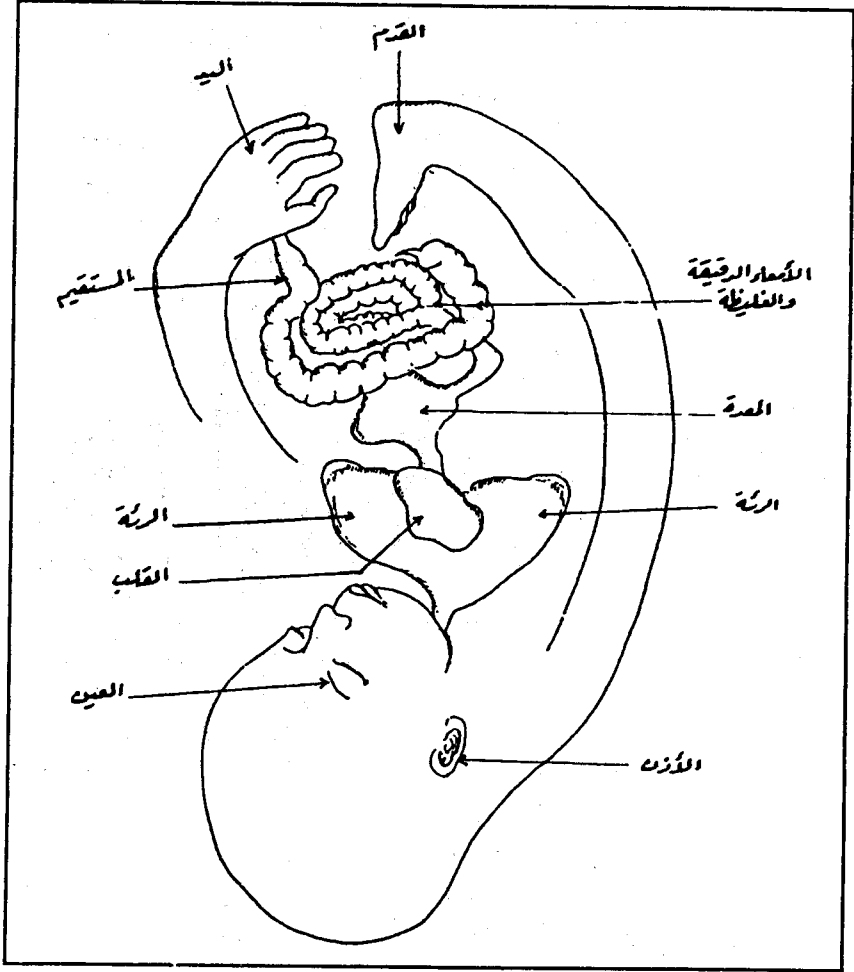 القدم
اليد
الأمعاء الدقيقة
والغليظة
المستقيم
المعدة
الرئة
الرئة
القلب
العين
الأذن